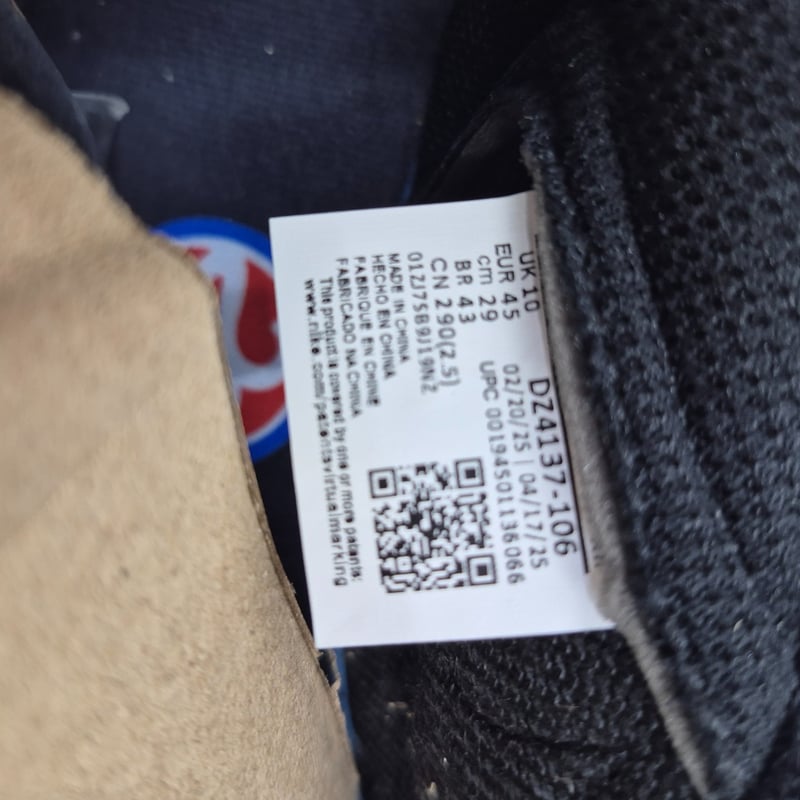 UK 10
EUR 45
cm 29
BR 43
CN 290(2.5)
01ZJ75B9J19NZ
DZ4137-106
02/20/25 | 04/17/25
UPC 00194501136066
MADE IN CHINA
HECHO EN CHINA
FABRIQUE EN CHINE
FABRICADO NA CHINA
This product is covered by one or more patents:
www.nike.com/patentsvirtualmarking